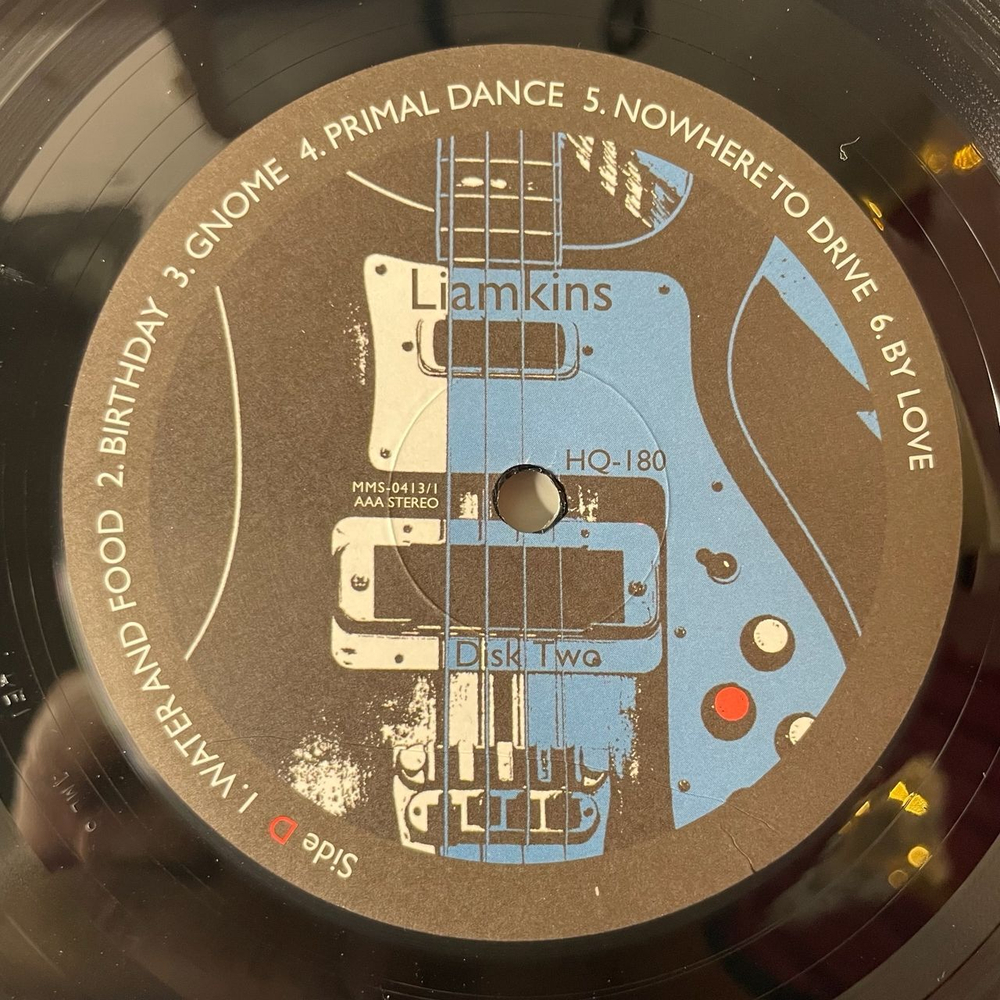 Side D 1. WATER AND FOOD 2. BIRTHDAY 3. GNOME 4. PRIMAL DANCE 5. NOWHERE TO DRIVE 6. BY LOVE
Liamkins
HQ-180
MMS-0413/1
AAA STEREO
Disk Two